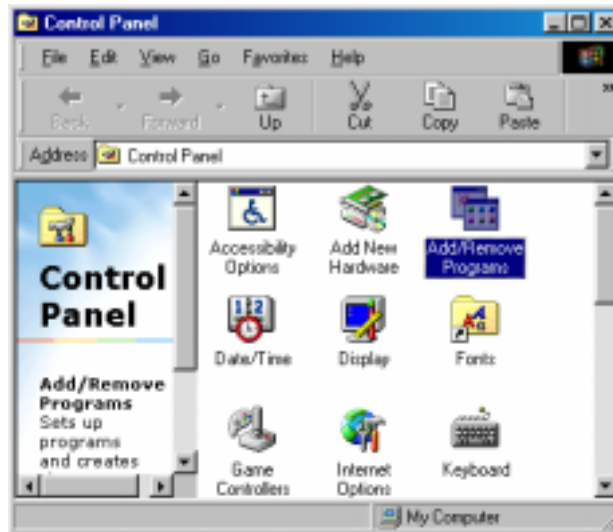 Control Panel
File Edit View Go Favorites Help
Back Forward Up Cut Copy Paste
Address Control Panel
Control
Panel
Add/Remove
Programs
Sets up
programs
and creates
Accessibility
Options
Add New
Hardware
Add/Remove
Programs
Date/Time
Display
Fonts
Game
Controllers
Internet
Options
Keyboard
My Computer